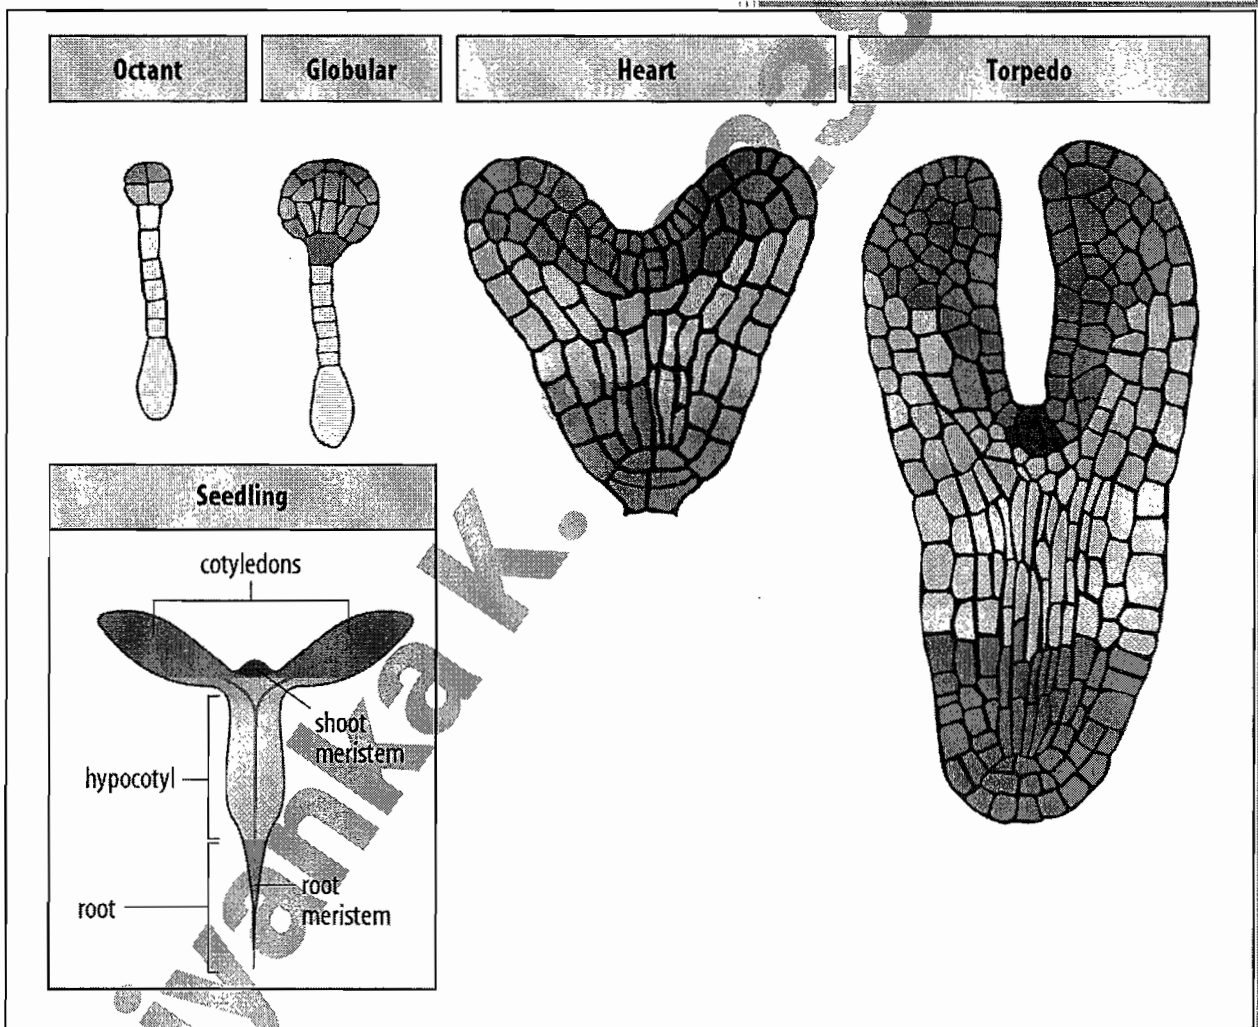 Octant
Globular
Heart
Torpedo
Seedling
cotyledons
shoot
meristem
hypocotyl
root
meristem
root